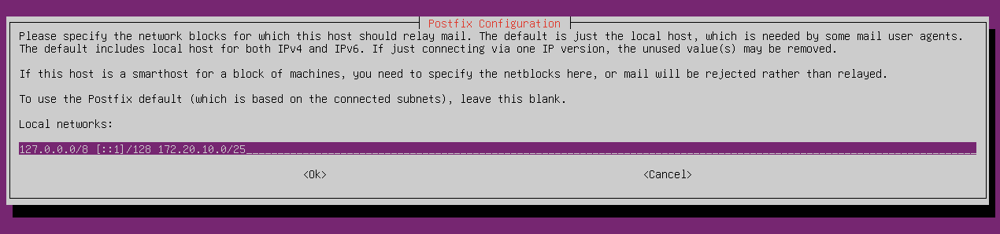 Postfix Configuration
Please specify the network blocks for which this host should relay mail. The default is just the local host, which is needed by some mail user agents.
The default includes local host for both IPv4 and IPv6. If just connecting via one IP version, the unused value(s) may be removed.
If this host is a smarthost for a block of machines, you need to specify the netblocks here, or mail will be rejected rather than relayed.
To use the Postfix default (which is based on the connected subnets), leave this blank.
Local networks:
127.0.0.0/8 [::1]/128 172.20.10.0/25
<Ok> <Cancel>